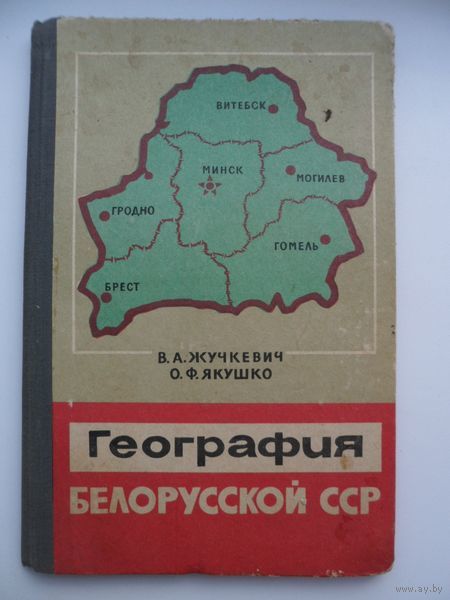 ВИТЕБСК
МИНСК
МОГИЛЕВ
ГРОДНО
ГОМЕЛЬ
БРЕСТ
В.А.ЖУЧКЕВИЧ
О.Ф.ЯКУШКО
География
БЕЛОРУССКОЙ ССР
www.ay.by